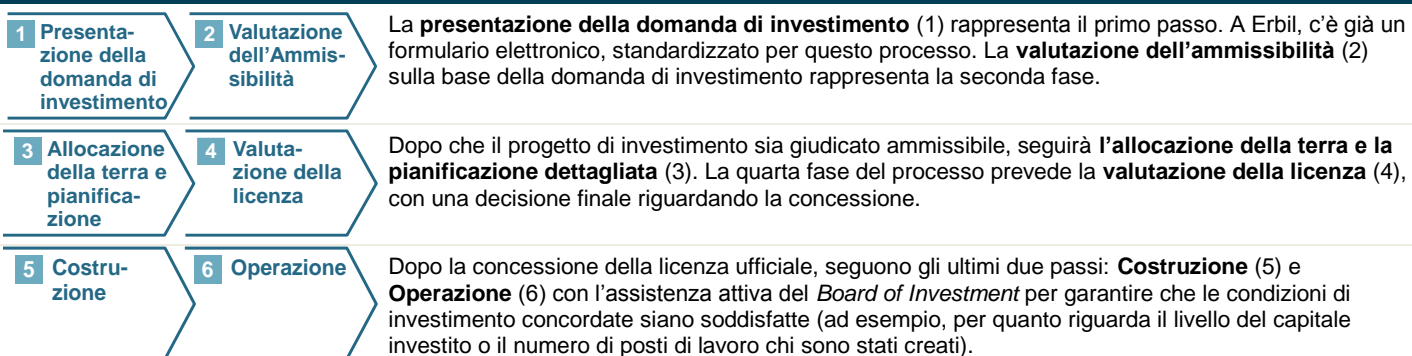 1 Presenta-
zione della
domanda di
investimento
2 Valutazione
dell'Ammis-
sibilità
La presentazione della domanda di investimento (1) rappresenta il primo passo. A Erbil, c'è già un
formulario elettronico, standardizzato per questo processo. La valutazione dell'ammissibilità (2)
sulla base della domanda di investimento rappresenta la seconda fase.
3 Allocazione
della terra e
pianifica-
zione
4 Valuta-
zione della
licenza
Dopo che il progetto di investimento sia giudicato ammissibile, seguirà l'allocazione della terra e la
pianificazione dettagliata (3). La quarta fase del processo prevede la valutazione della licenza (4),
con una decisione finale riguardando la concessione.
5 Costru-
zione
6 Operazione
Dopo la concessione della licenza ufficiale, seguono gli ultimi due passi: Costruzione (5) e
Operazione (6) con l'assistenza attiva del Board of Investment per garantire che le condizioni di
investimento concordate siano soddisfatte (ad esempio, per quanto riguarda il livello del capitale
investito o il numero di posti di lavoro chi sono stati creati).